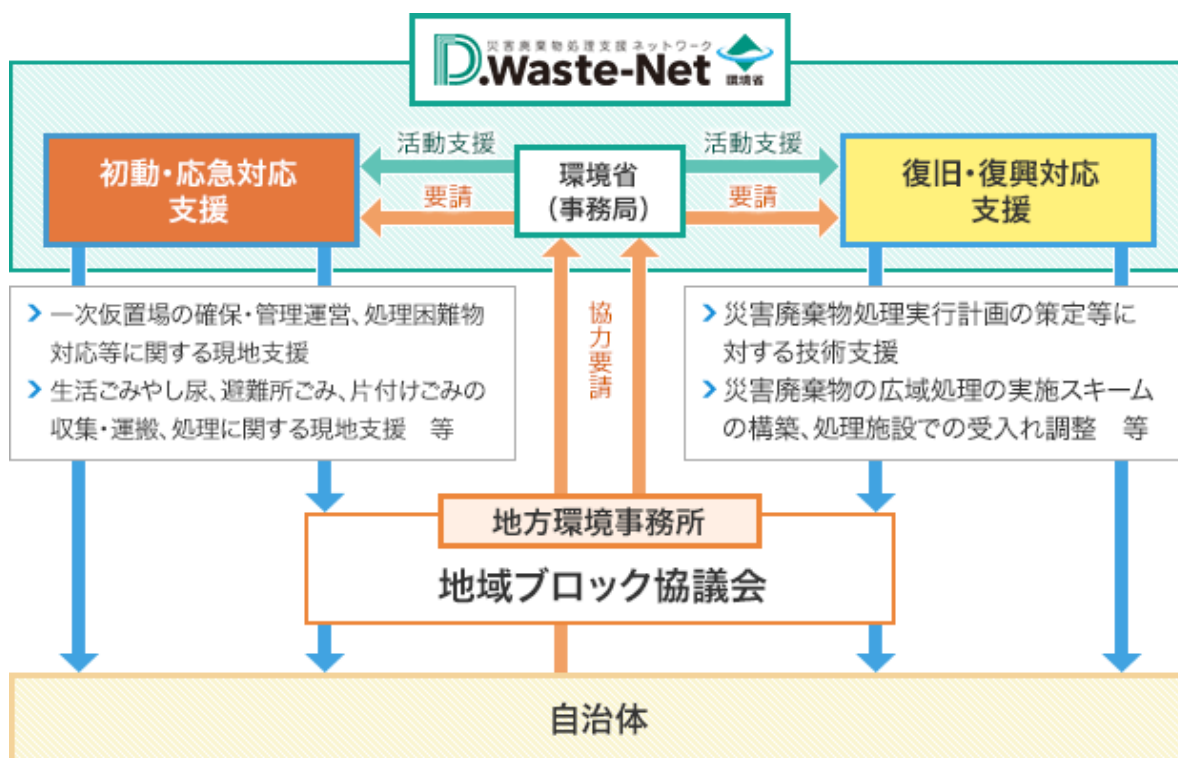 災害廃棄物処理支援ネットワーク
D.Waste-Net
環境省
活動支援
活動支援
初動・応急対応
支援
環境省
（事務局）
復旧・復興対応
支援
要請
要請
一次仮置場の確保・管理運営、処理困難物
対応等に関する現地支援
生活ごみやし尿、避難所ごみ、片付けごみの
収集・運搬、処理に関する現地支援　等
協力要請
災害廃棄物処理実行計画の策定等に
対する技術支援
災害廃棄物の広域処理の実施スキーム
の構築、処理施設での受入れ調整　等
地方環境事務所
地域ブロック協議会
自治体